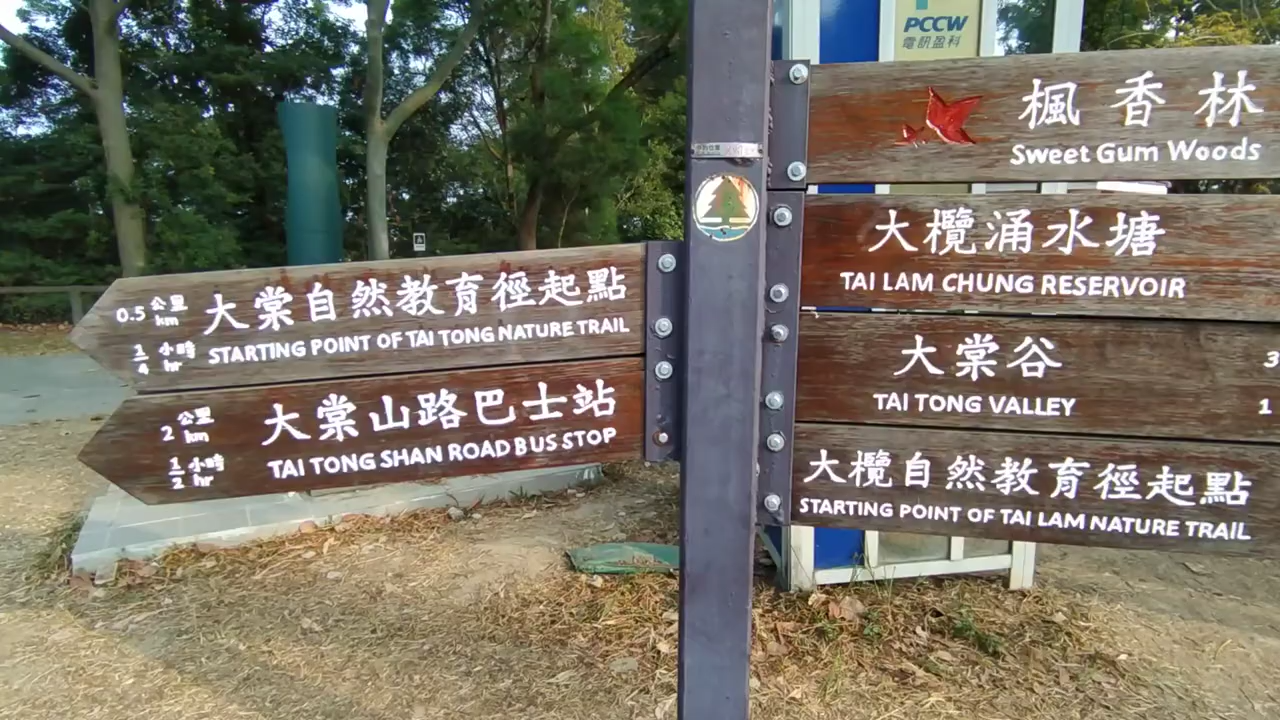 PCCW
電訊盈科
楓香林
Sweet Gum Woods
大欖涌水塘
TAI LAM CHUNG RESERVOIR
大棠谷
TAI TONG VALLEY
3
1
大欖自然教育徑起點
STARTING POINT OF TAI LAM NATURE TRAIL
0.5 公里 km
1/4 小時 hr
大棠自然教育徑起點
STARTING POINT OF TAI TONG NATURE TRAIL
2 公里 km
1/2 小時 hr
大棠山路巴士站
TAI TONG SHAN ROAD BUS STOP